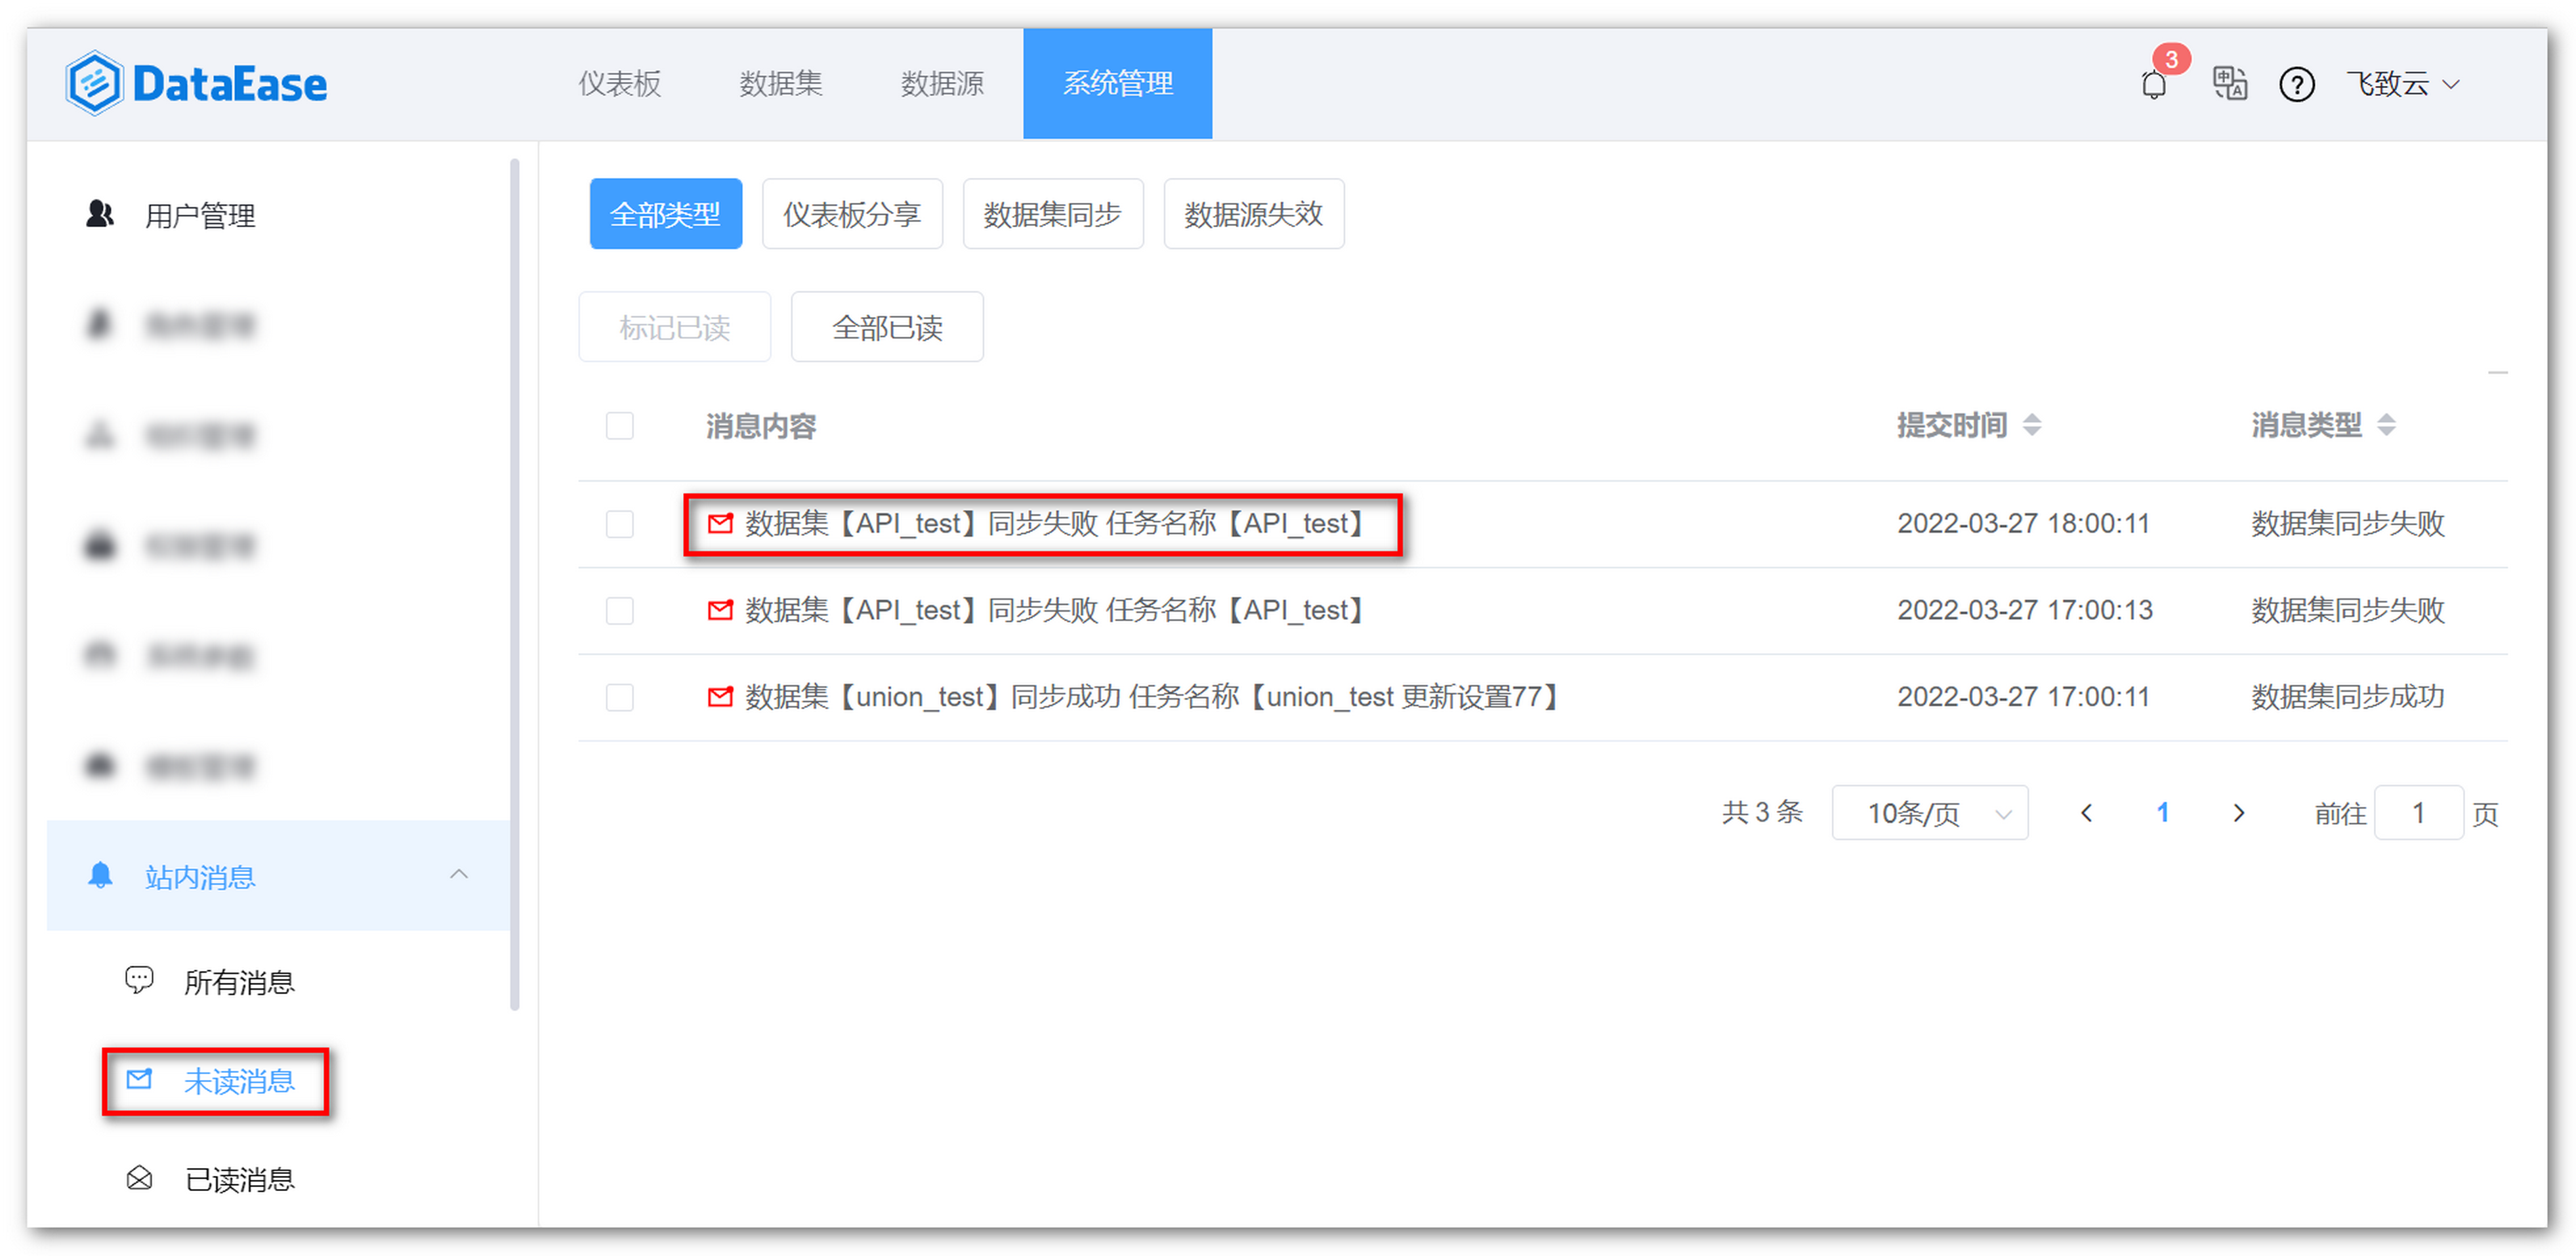 DataEase
仪表板 数据集 数据源 系统管理
3
飞致云
用户管理
全部类型 仪表板分享 数据集同步 数据源失效
标记已读 全部已读
消息内容 提交时间 消息类型
数据集【API_test】同步失败 任务名称【API_test】 2022-03-27 18:00:11 数据集同步失败
数据集【API_test】同步失败 任务名称【API_test】 2022-03-27 17:00:13 数据集同步失败
数据集【union_test】同步成功 任务名称【union_test 更新设置77】 2022-03-27 17:00:11 数据集同步成功
共 3 条 10条/页 1 前往 1 页
站内消息
所有消息
未读消息
已读消息